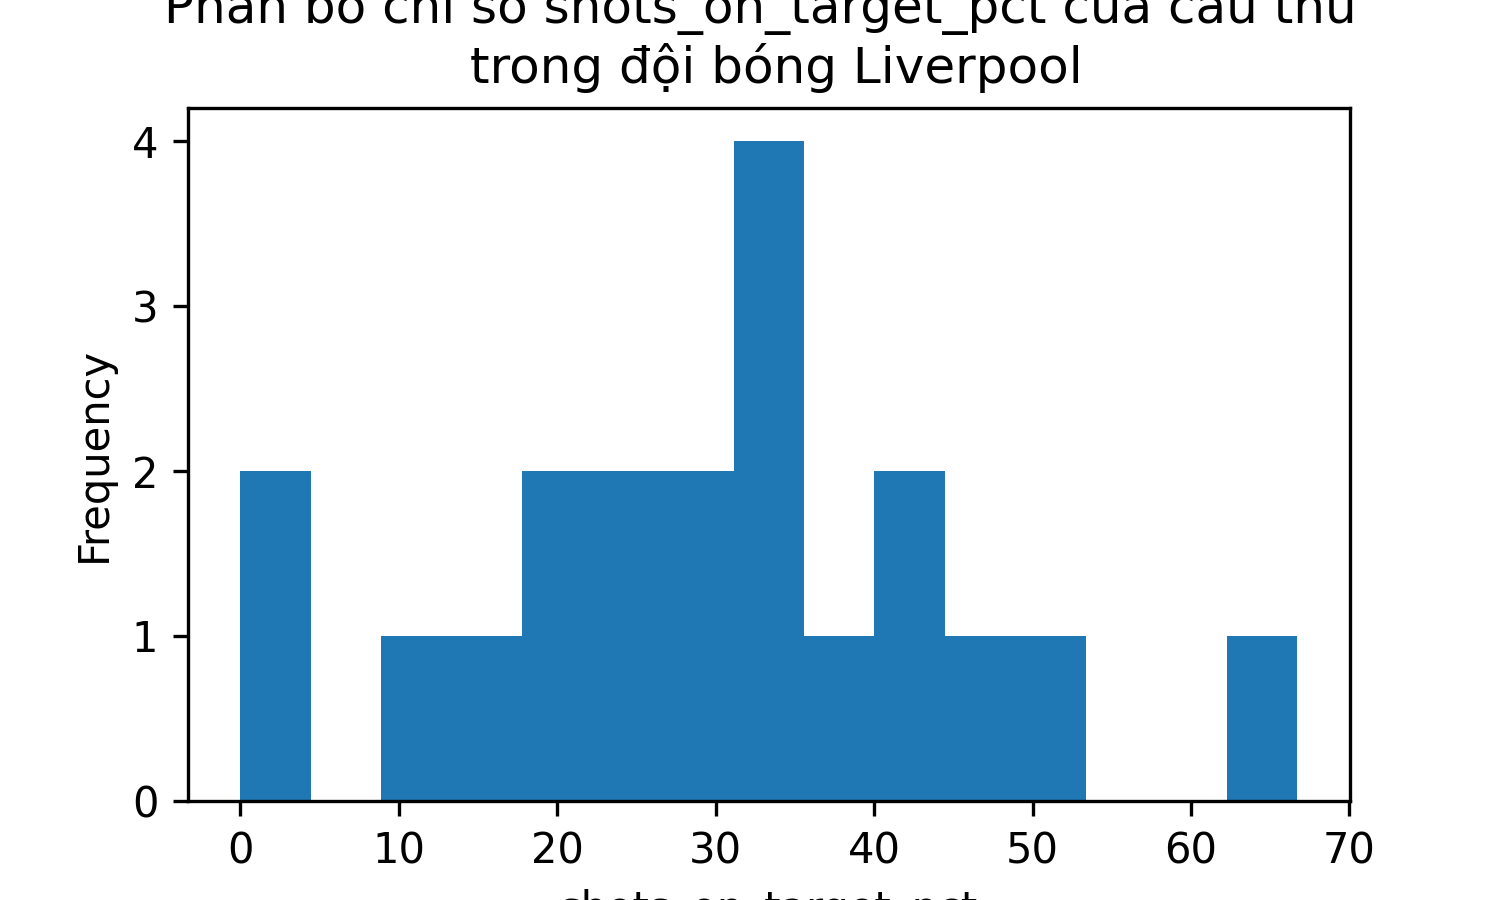 Phân bố chỉ số shots_on_target_pct của cầu thủ
trong đội bóng Liverpool
4
3
2
1
0
Frequency
0 10 20 30 40 50 60 70
shots_on_target_pct